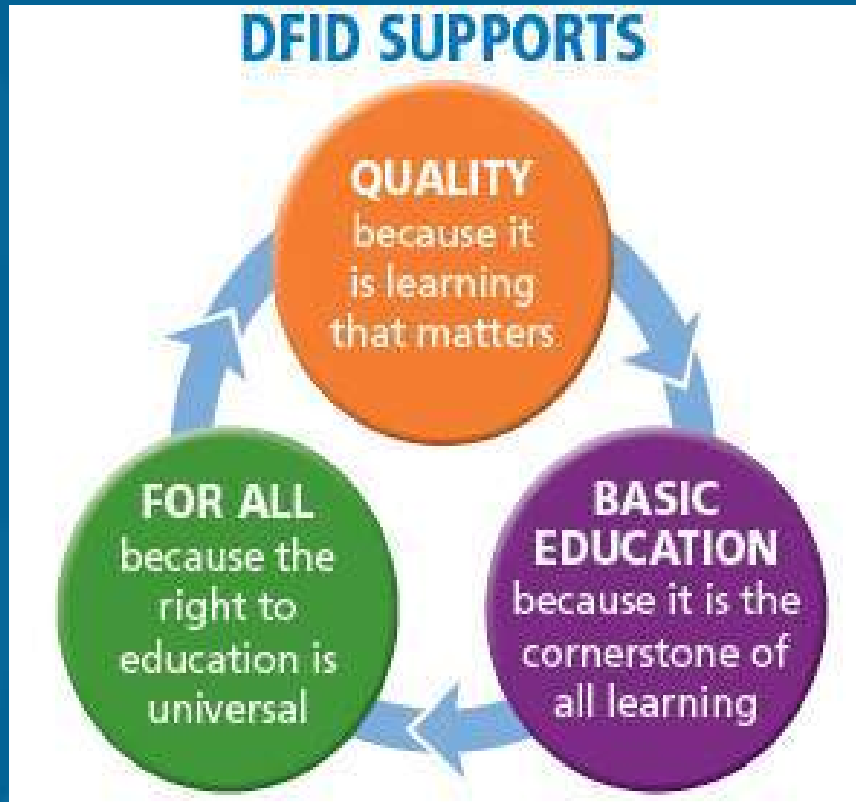 DFID SUPPORTS
QUALITY
because it
is learning
that matters
BASIC
EDUCATION
because it is the
cornerstone of
all learning
FOR ALL
because the
right to
education is
universal